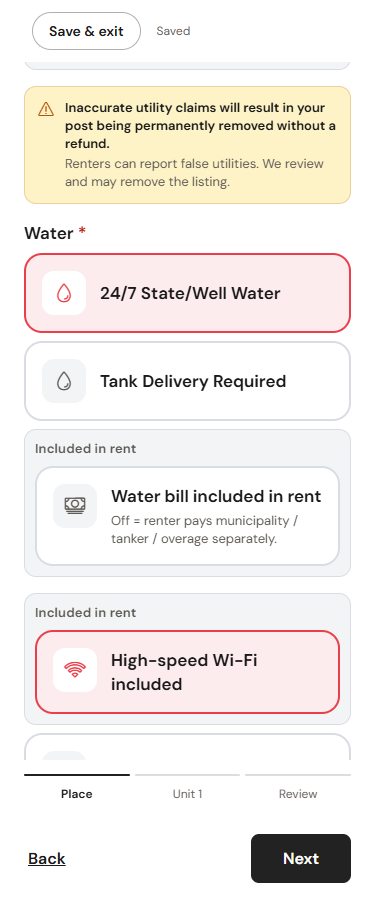 Save & exit
Saved
Inaccurate utility claims will result in your
post being permanently removed without a
refund.
Renters can report false utilities. We review
and may remove the listing.
Water *
24/7 State/Well Water
Tank Delivery Required
Included in rent
Water bill included in rent
Off = renter pays municipality /
tanker / overage separately.
Included in rent
High-speed Wi-Fi
included
Place
Unit 1
Review
Back
Next